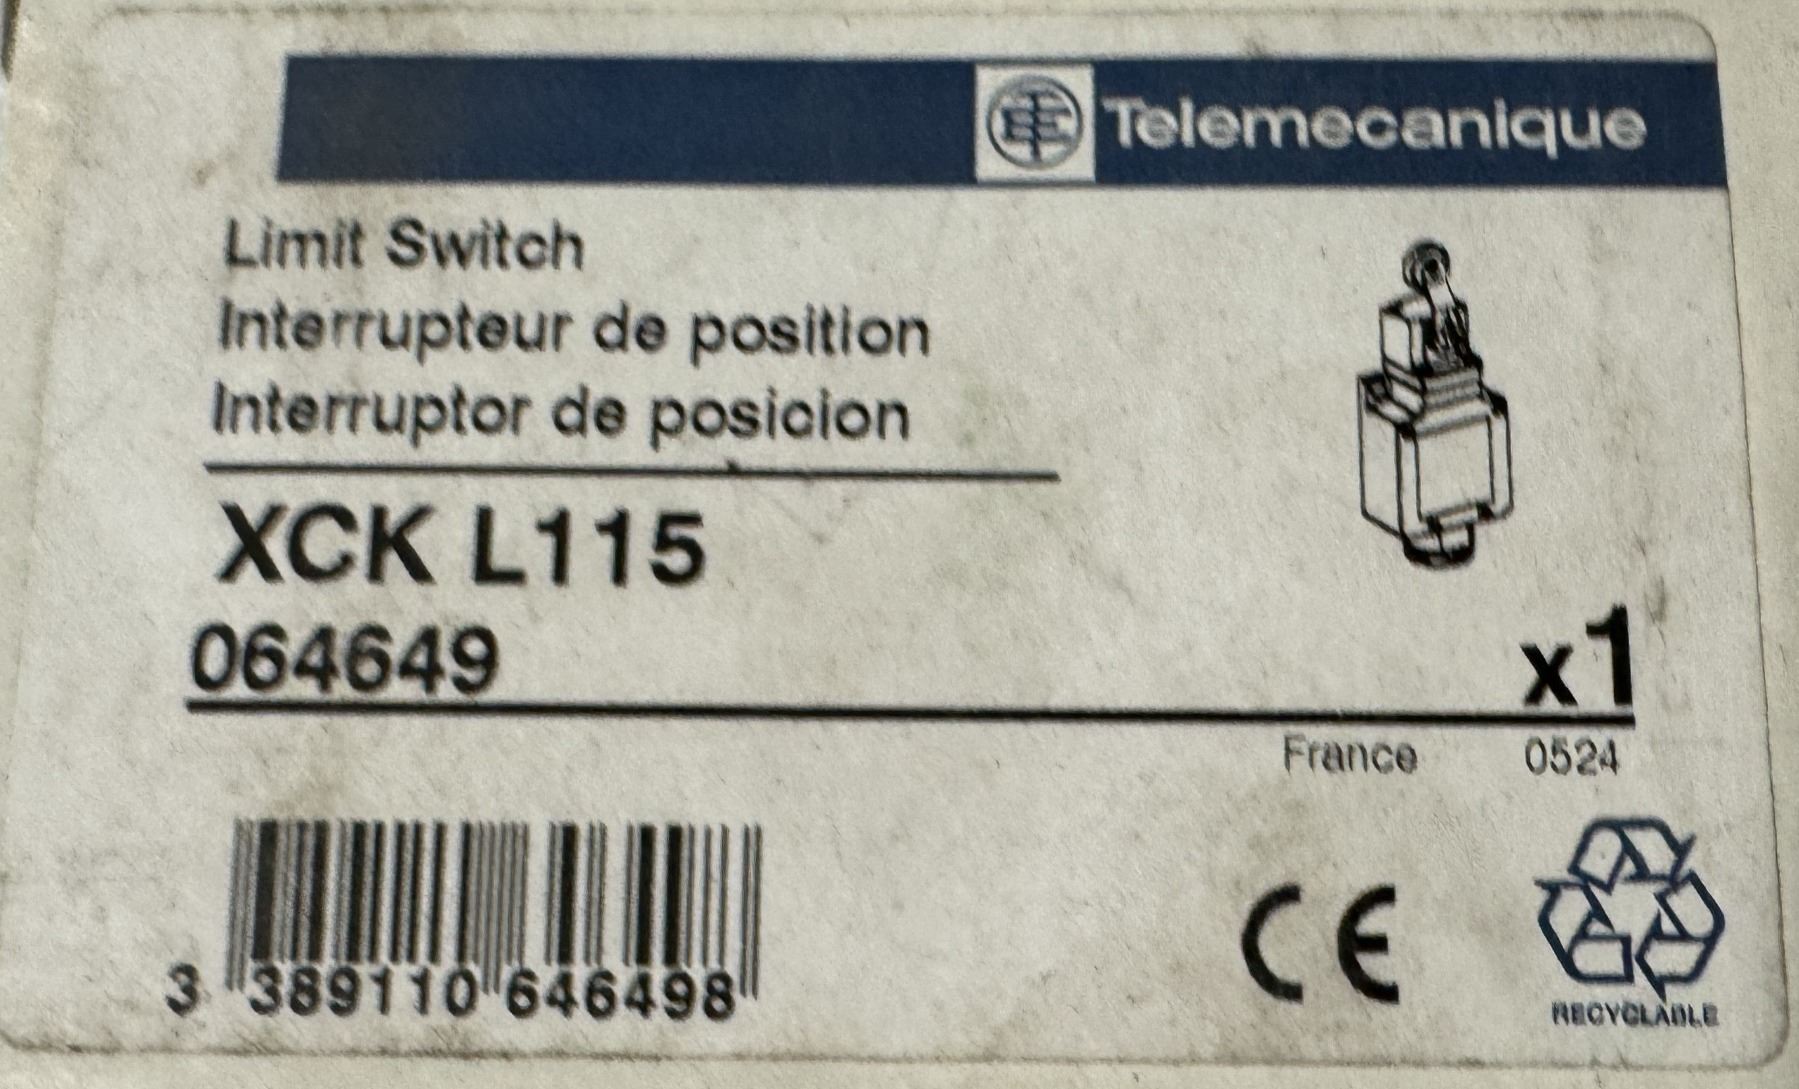 Telemecanique
Limit Switch
Interrupteur de position
Interruptor de posicion
XCK L115
064649
x1
France 0524
3 389110 646498
CE
RECYCLABLE